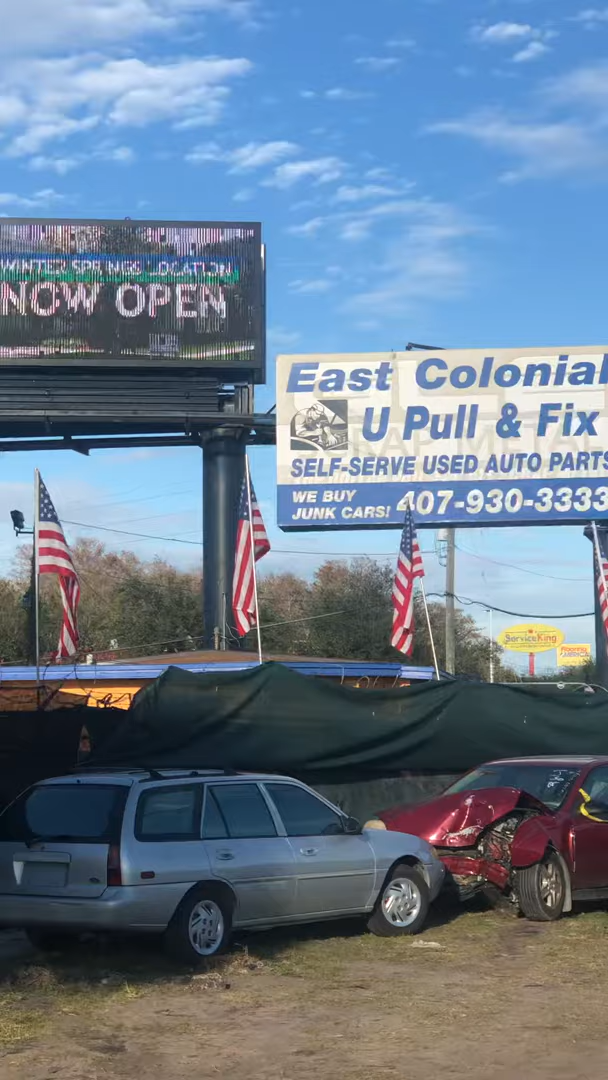 WINTER SPRINGS LOCATION
NOW OPEN
East Colonial
U Pull & Fix
SELF-SERVE USED AUTO PARTS
WE BUY
JUNK CARS!
407-930-3333
ServiceKing